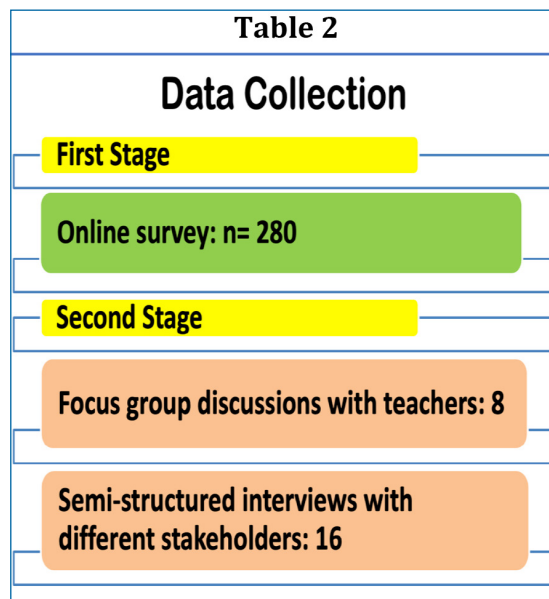 Table 2
Data Collection
First Stage
Online survey: n= 280
Second Stage
Focus group discussions with teachers: 8
Semi-structured interviews with
different stakeholders: 16